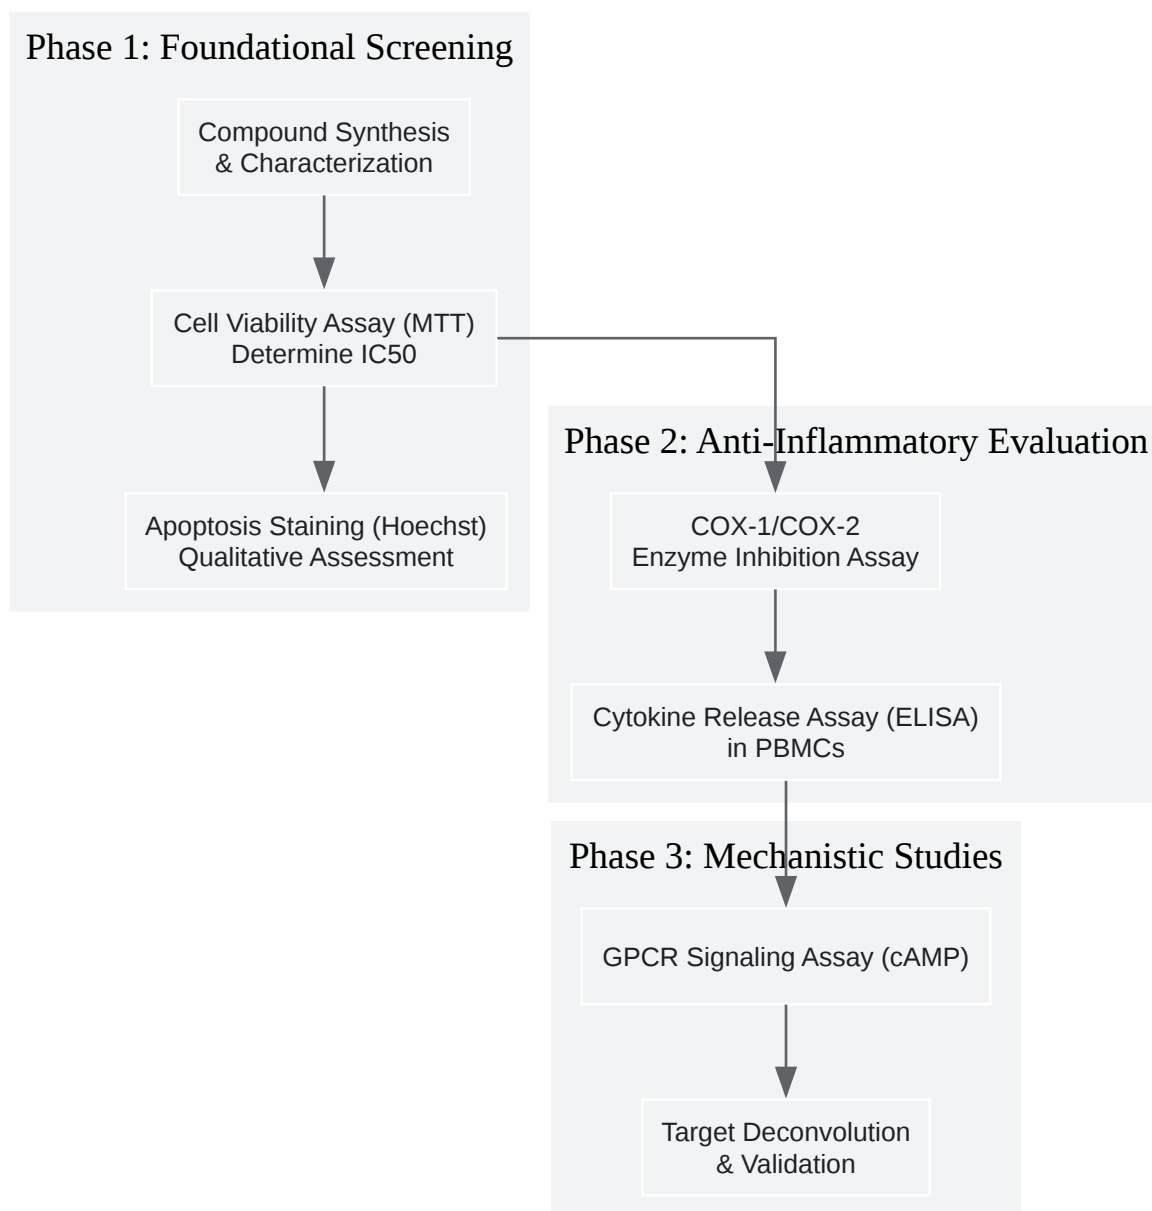 Phase 1: Foundational Screening
Compound Synthesis
& Characterization
Cell Viability Assay (MTT)
Determine IC50
Apoptosis Staining (Hoechst)
Qualitative Assessment
Phase 2: Anti-Inflammatory Evaluation
COX-1/COX-2
Enzyme Inhibition Assay
Cytokine Release Assay (ELISA)
in PBMCs
Phase 3: Mechanistic Studies
GPCR Signaling Assay (cAMP)
Target Deconvolution
& Validation